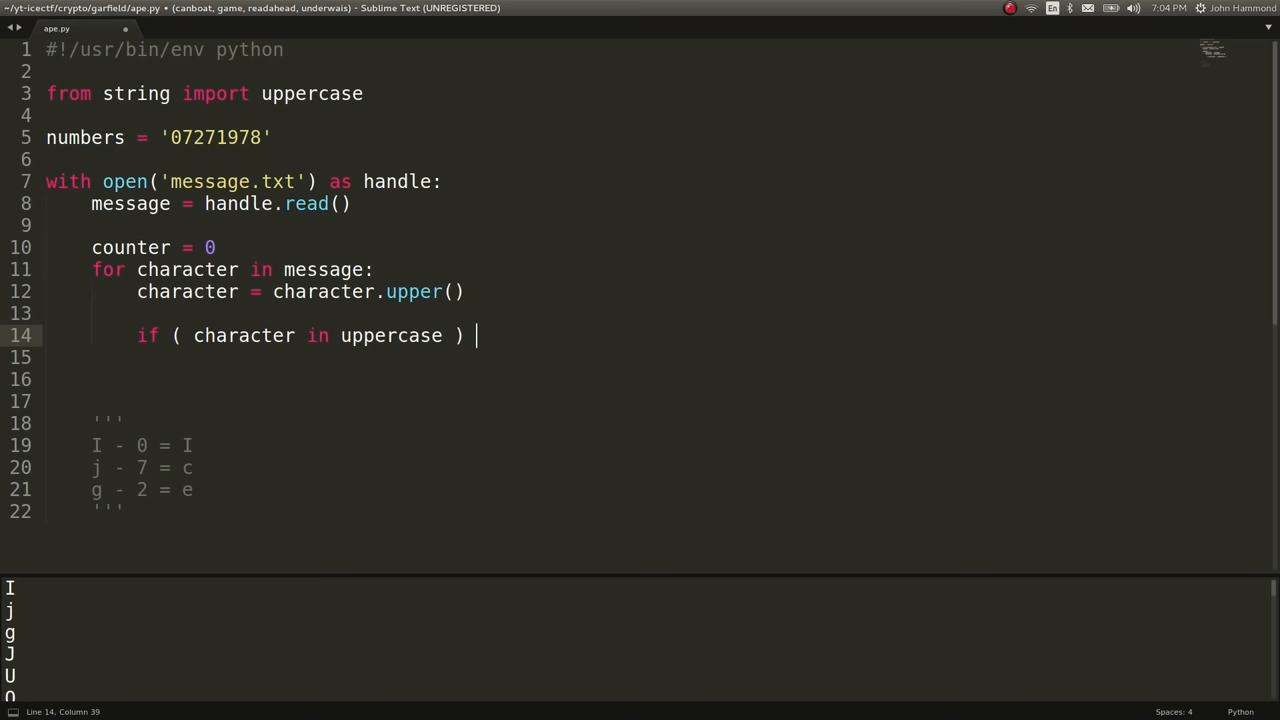 ~/yt-icectf/crypto/garfield/ape.py • (canboat, game, readahead, underwais) - Sublime Text (UNREGISTERED)
En
7:04 PM
John Hammond
ape.py
1 #!/usr/bin/env python
2
3 from string import uppercase
4
5 numbers = '07271978'
6
7 with open('message.txt') as handle:
8 message = handle.read()
9
10 counter = 0
11 for character in message:
12 character = character.upper()
13
14 if ( character in uppercase )
15
16
17
18 '''
19 I - 0 = I
20 j - 7 = c
21 g - 2 = e
22 '''
I
j
g
J
U
O
Line 14, Column 39
Spaces: 4
Python